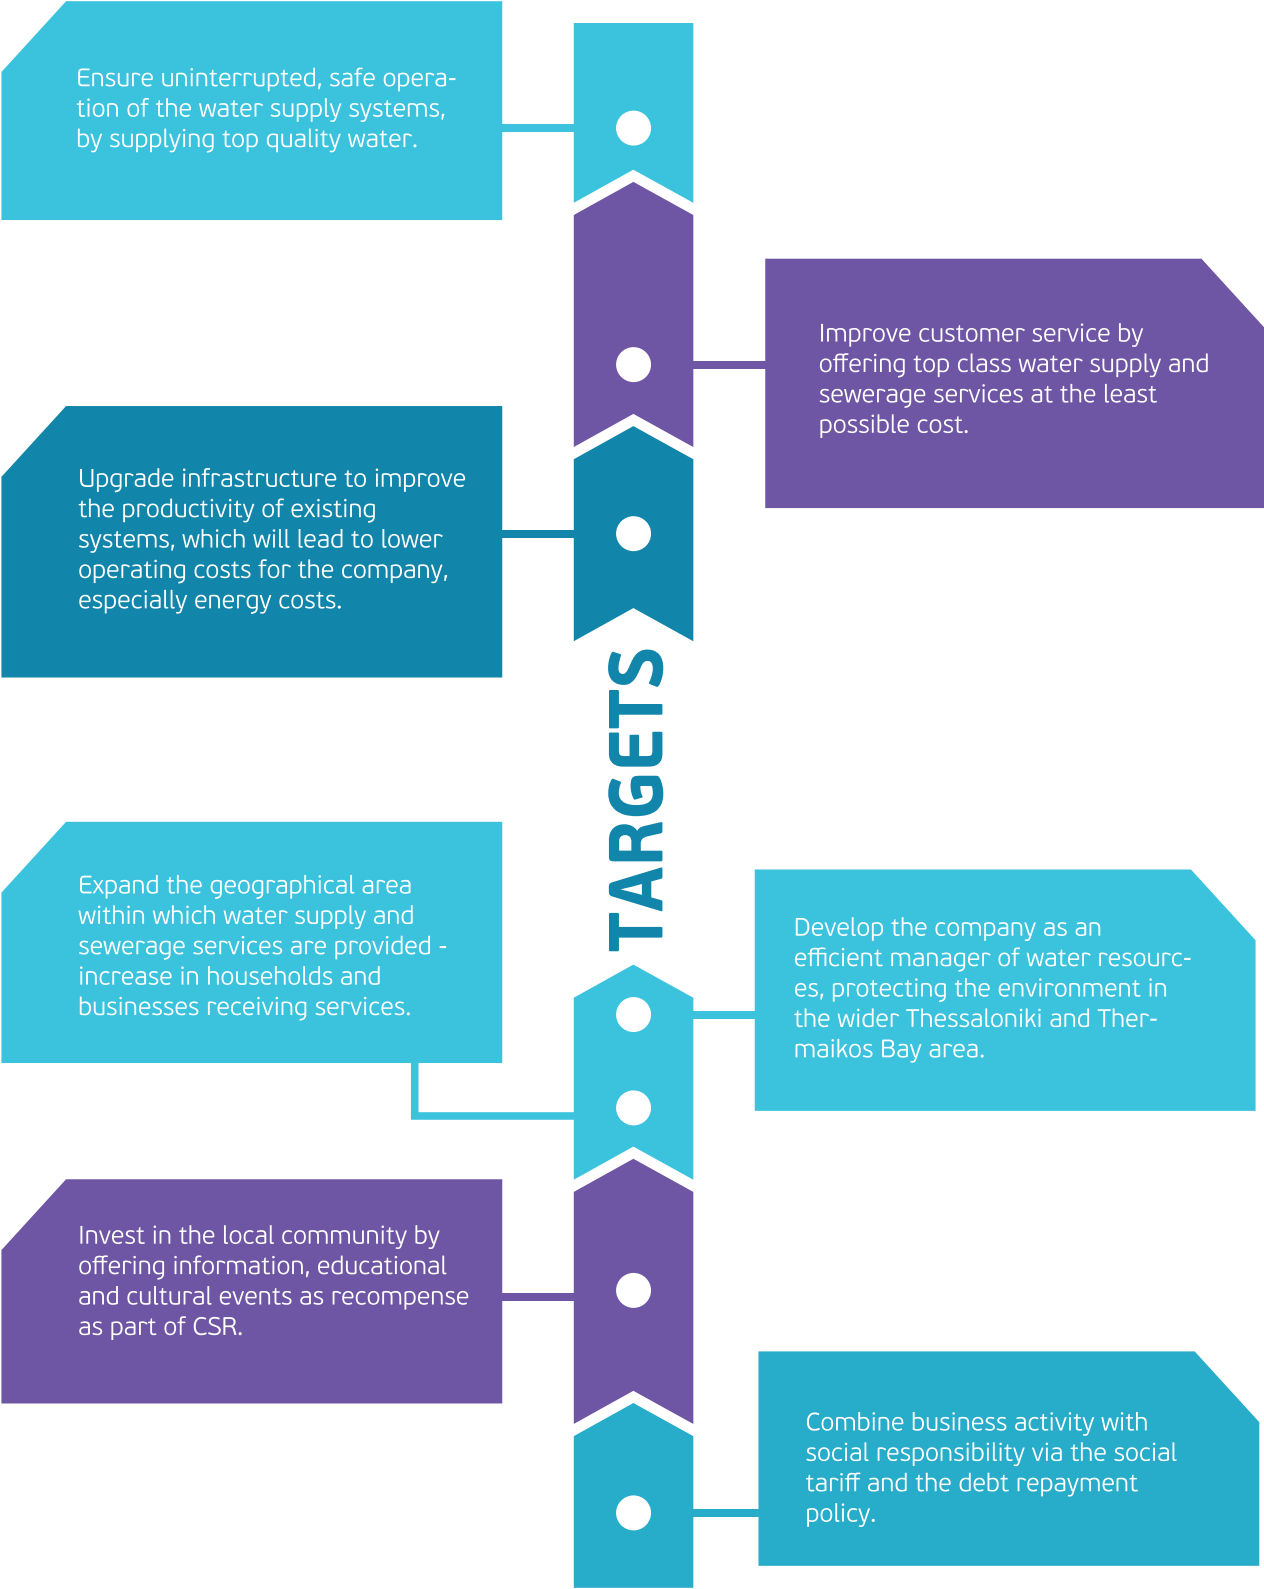 Ensure uninterrupted, safe opera-
tion of the water supply systems,
by supplying top quality water.
Improve customer service by
offering top class water supply and
sewerage services at the least
possible cost.
Upgrade infrastructure to improve
the productivity of existing
systems, which will lead to lower
operating costs for the company,
especially energy costs.
TARGETS
Expand the geographical area
within which water supply and
sewerage services are provided -
increase in households and
businesses receiving services.
Develop the company as an
efficient manager of water resourc-
es, protecting the environment in
the wider Thessaloniki and Ther-
maikos Bay area.
Invest in the local community by
offering information, educational
and cultural events as recompense
as part of CSR.
Combine business activity with
social responsibility via the social
tariff and the debt repayment
policy.